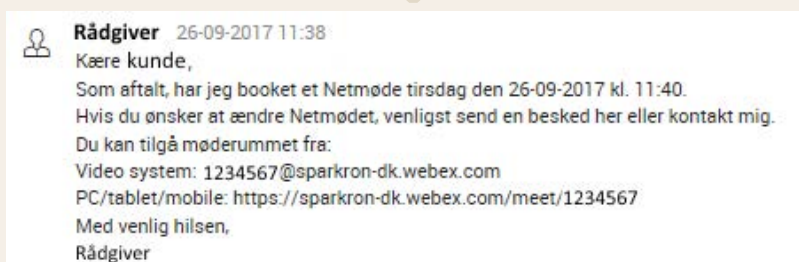 Rådgiver 26-09-2017 11:38
Kære kunde,
Som aftalt, har jeg booket et Netmøde tirsdag den 26-09-2017 kl. 11:40.
Hvis du ønsker at ændre Netmødet, venligst send en besked her eller kontakt mig.
Du kan tilgå møderummet fra:
Video system: 1234567@sparkron-dk.webex.com
PC/tablet/mobile: https://sparkron-dk.webex.com/meet/1234567
Med venlig hilsen,
Rådgiver